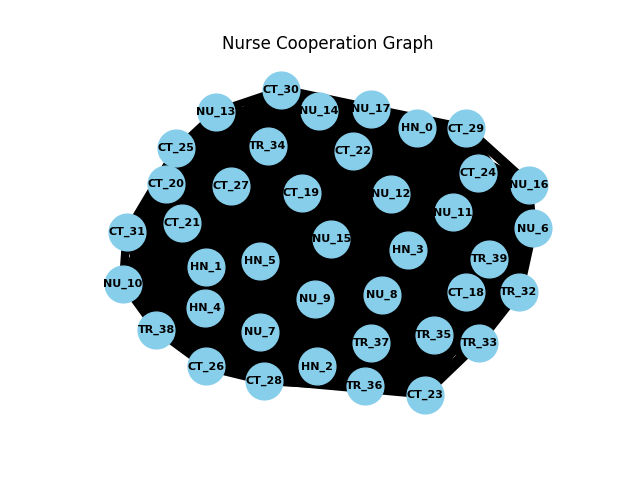 Nurse Cooperation Graph
CT_30
NU_13
NU_14
NU_17
HN_0
CT_29
CT_25
TR_34
CT_22
CT_24
CT_20
CT_27
CT_19
NU_12
NU_16
NU_11
CT_21
CT_31
NU_6
NU_15
HN_3
HN_1
HN_5
TR_39
NU_10
NU_9
NU_8
CT_18
TR_32
HN_4
TR_38
NU_7
TR_37
TR_35
TR_33
CT_26
HN_2
CT_28
TR_36
CT_23